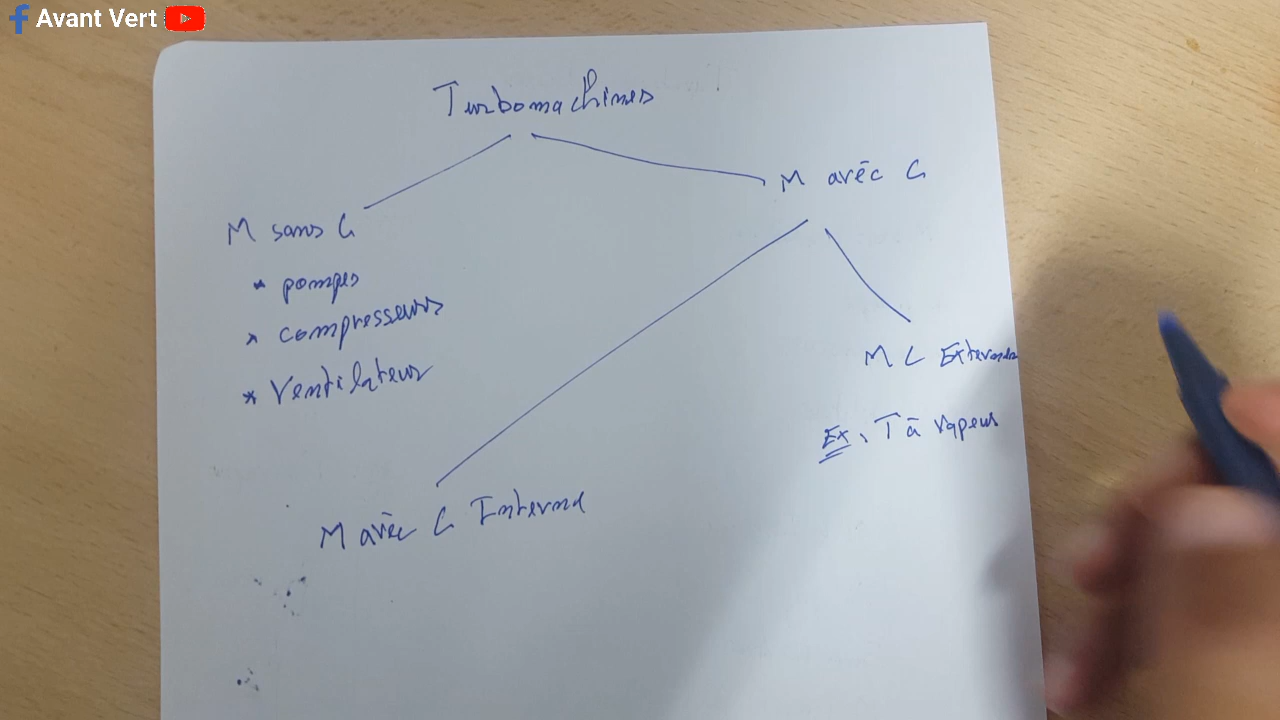 Avant Vert
Turbomachines
M avec C
M sans C
* pompes
* compresseurs
* Ventilateur
M C Externe
Ex. T à vapeur
M avec C Interne